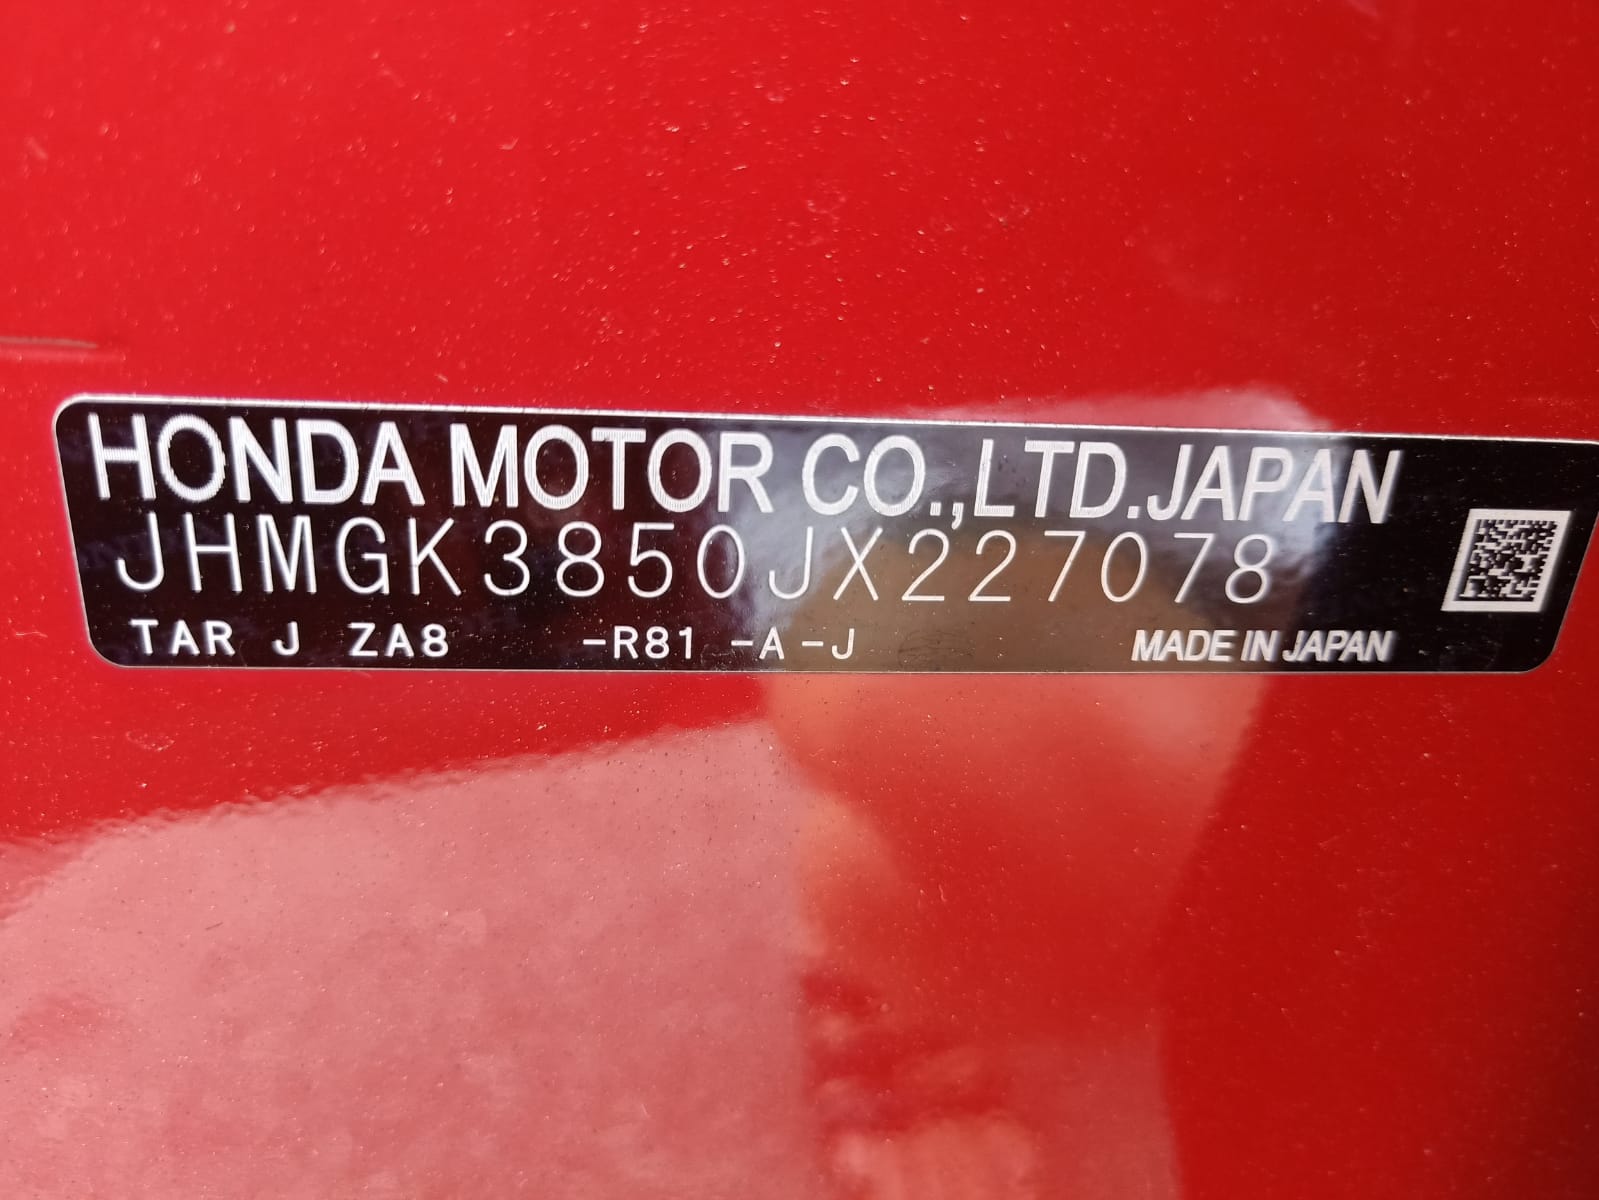 HONDA MOTOR CO.,LTD.JAPAN
JHMGK3850JX227078
TAR J ZA8 -R81 -A -J MADE IN JAPAN